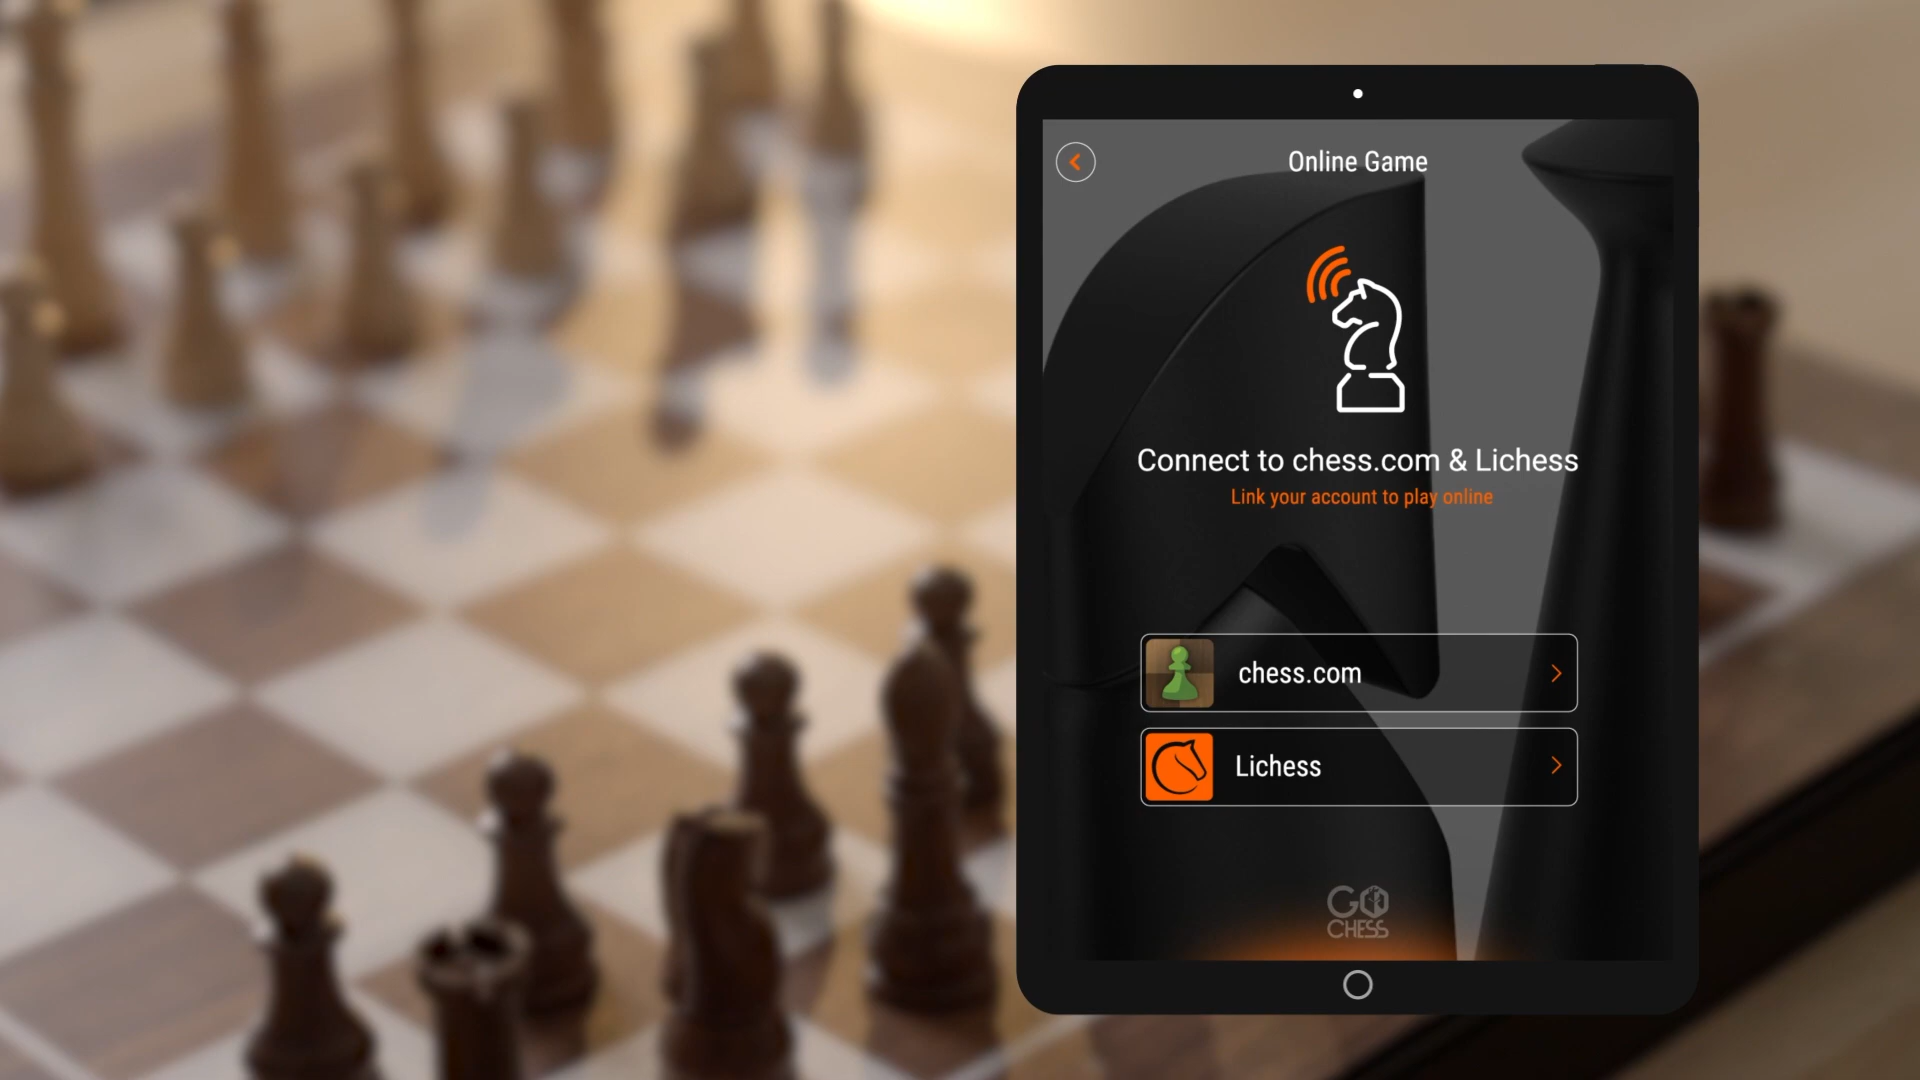 Online Game
Connect to chess.com & Lichess
Link your account to play online
chess.com
Lichess
GO
CHESS